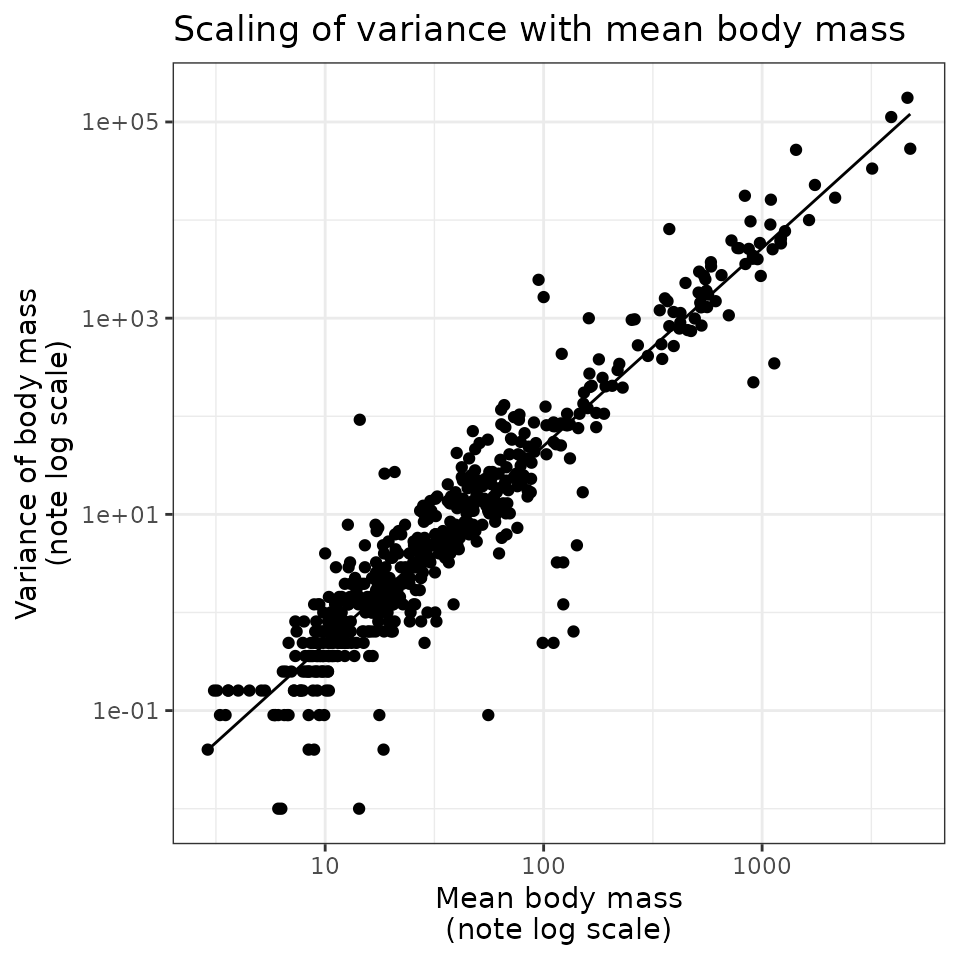 Scaling of variance with mean body mass
Variance of body mass
(note log scale)
1e+05
1e+03
1e+01
1e-01
10 100 1000
Mean body mass
(note log scale)